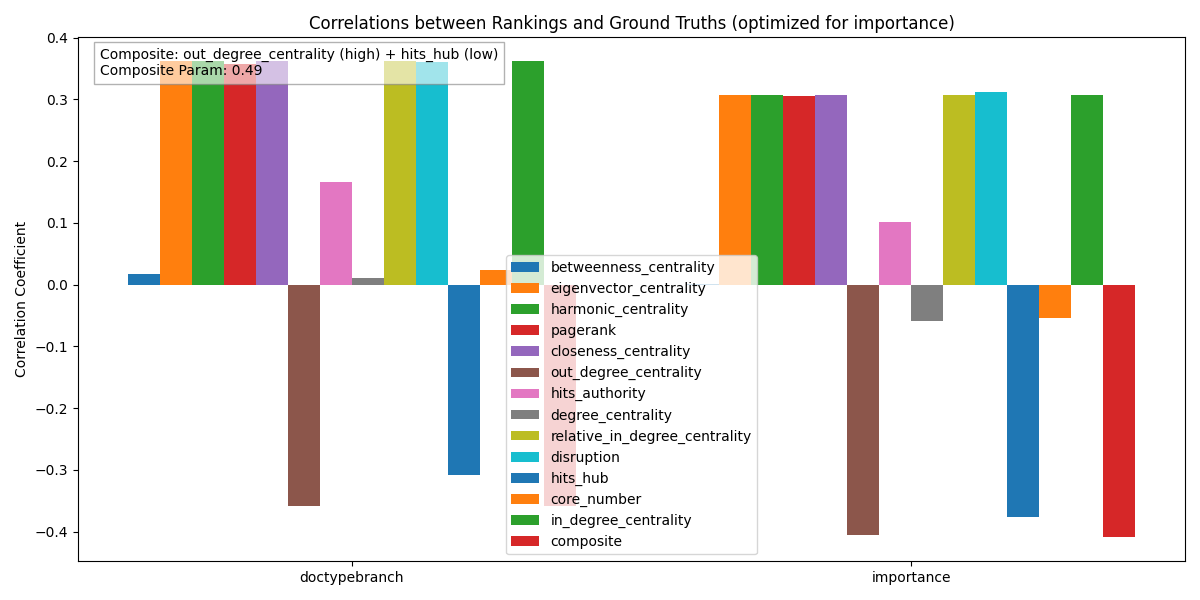 Correlations between Rankings and Ground Truths (optimized for importance)
Composite: out_degree_centrality (high) + hits_hub (low)
Composite Param: 0.49
Correlation Coefficient
0.4
0.3
0.2
0.1
0.0
−0.1
−0.2
−0.3
−0.4
betweenness_centrality
eigenvector_centrality
harmonic_centrality
pagerank
closeness_centrality
out_degree_centrality
hits_authority
degree_centrality
relative_in_degree_centrality
disruption
hits_hub
core_number
in_degree_centrality
composite
doctypebranch
importance